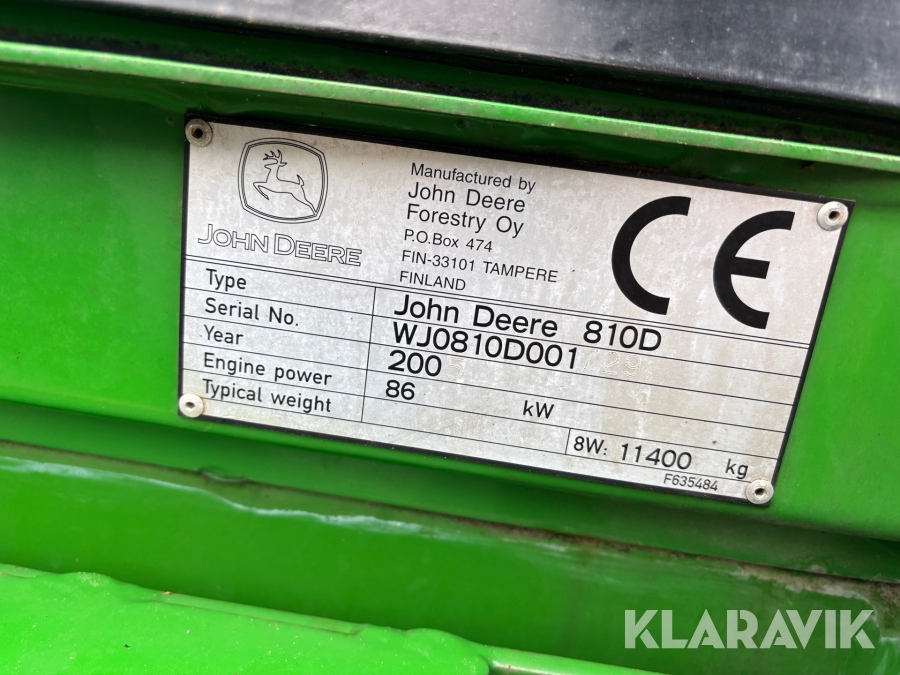 JOHN DEERE
Manufactured by
John Deere
Forestry Oy
P.O.Box 474
FIN-33101 TAMPERE
FINLAND
CE
Type John Deere 810D
Serial No. WJ0810D001
Year 200
Engine power 86 kW
Typical weight 8W: 11400 kg
F635484
KLARAVIK